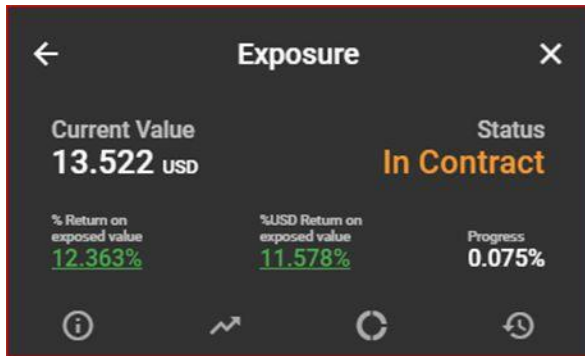 Exposure
Current Value
Status
13.522 USD
In Contract
% Return on
exposed value
12.363%
%USD Return on
exposed value
11.578%
Progress
0.075%